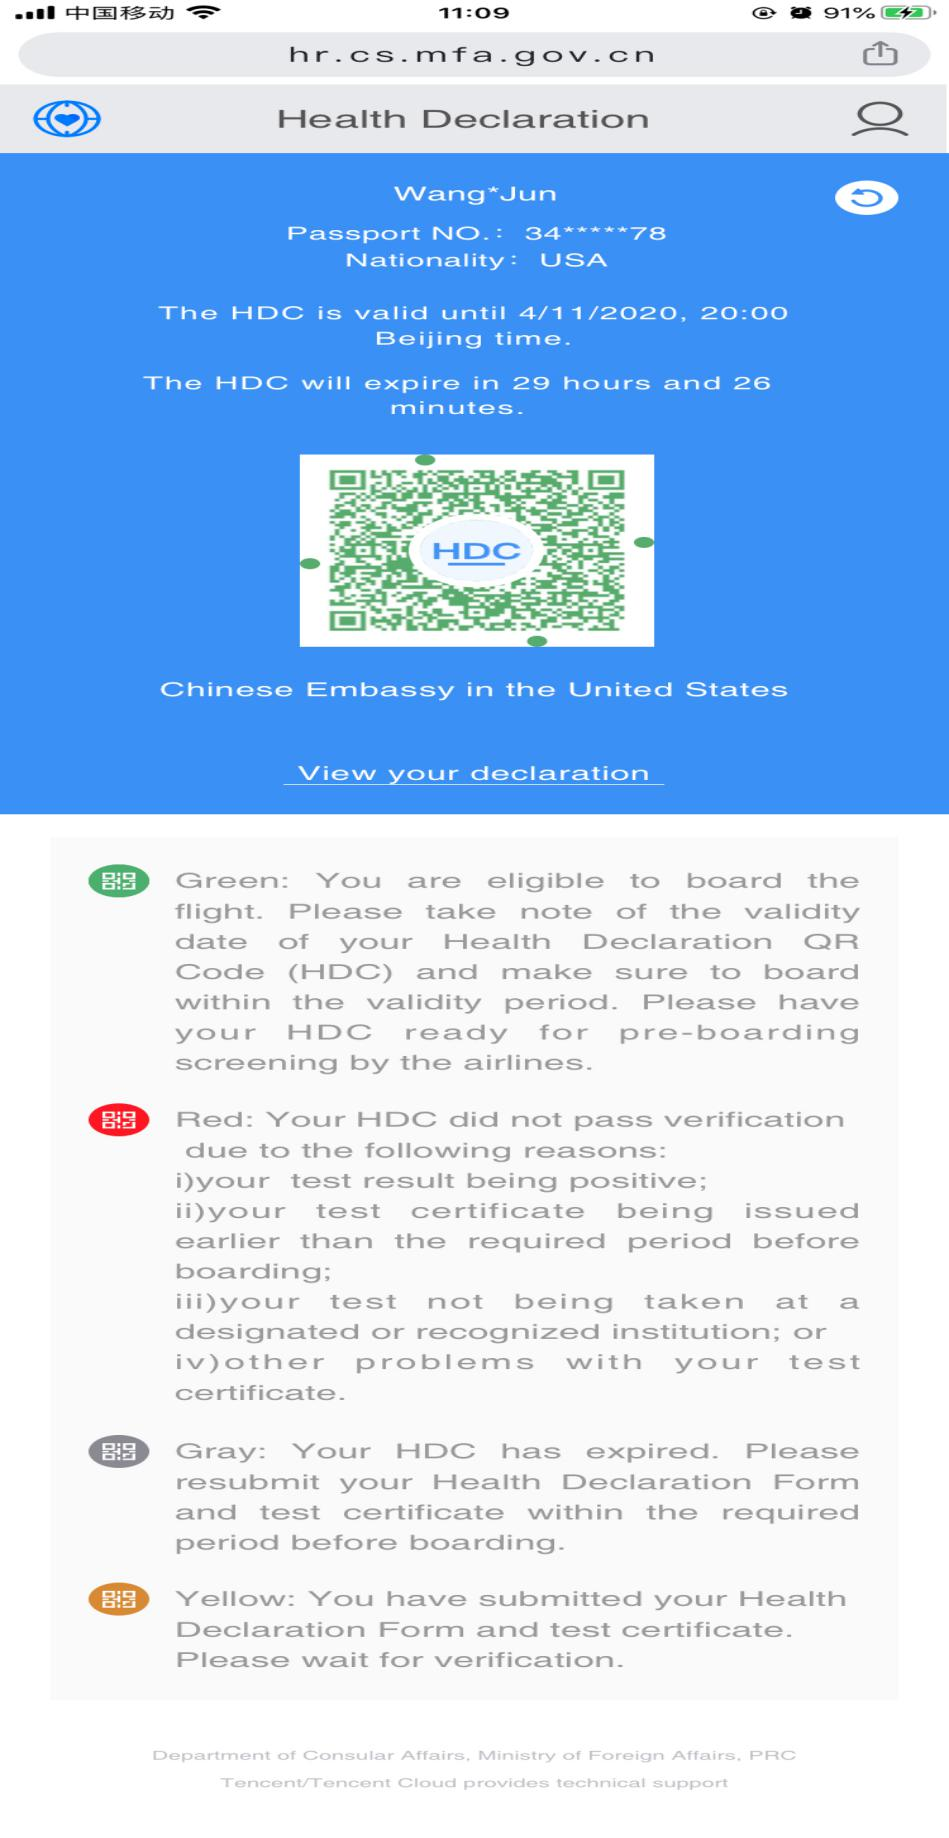 中国移动 11:09 91%
hr.cs.mfa.gov.cn
Health Declaration
Wang*Jun
Passport NO.: 34*****78
Nationality: USA
The HDC is valid until 4/11/2020, 20:00
Beijing time.
The HDC will expire in 29 hours and 26
minutes.
HDC
Chinese Embassy in the United States
View your declaration
Green: You are eligible to board the
flight. Please take note of the validity
date of your Health Declaration QR
Code (HDC) and make sure to board
within the validity period. Please have
your HDC ready for pre-boarding
screening by the airlines.
Red: Your HDC did not pass verification
due to the following reasons:
i)your test result being positive;
ii)your test certificate being issued
earlier than the required period before
boarding;
iii)your test not being taken at a
designated or recognized institution; or
iv)other problems with your test
certificate.
Gray: Your HDC has expired. Please
resubmit your Health Declaration Form
and test certificate within the required
period before boarding.
Yellow: You have submitted your Health
Declaration Form and test certificate.
Please wait for verification.
Department of Consular Affairs, Ministry of Foreign Affairs, PRC
Tencent/Tencent Cloud provides technical support